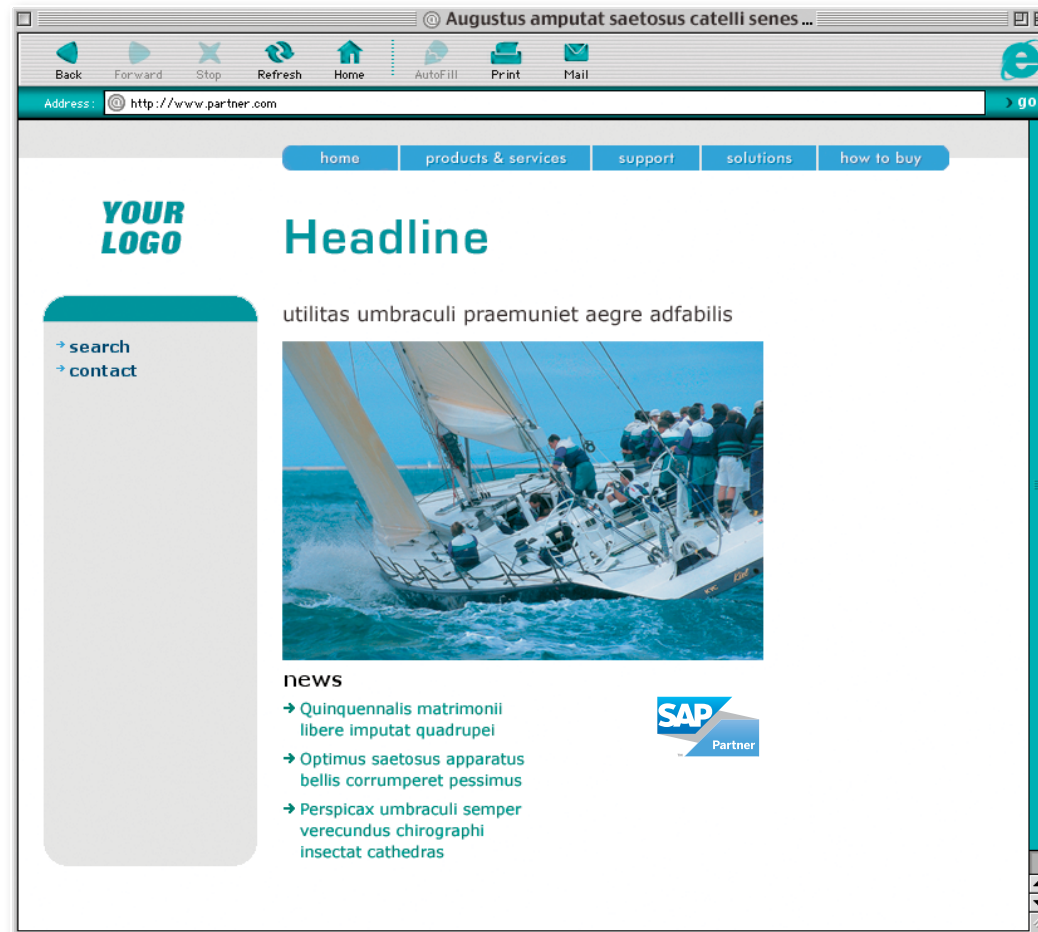 Augustus amputat saetosus catelli senes ...
Back Forward Stop Refresh Home AutoFill Print Mail
Address: @ http://www.partner.com go
home products & services support solutions how to buy
YOUR
LOGO
Headline
utilitas umbraculi praemuniet aegre adfabilis
search
contact
news
Quinquennalis matrimonii
libere imputat quadrupei
Optimus saetosus apparatus
bellis corrumperet pessimus
Perspicax umbraculi semper
verecundus chirographi
insectat cathedras
SAP
Partner